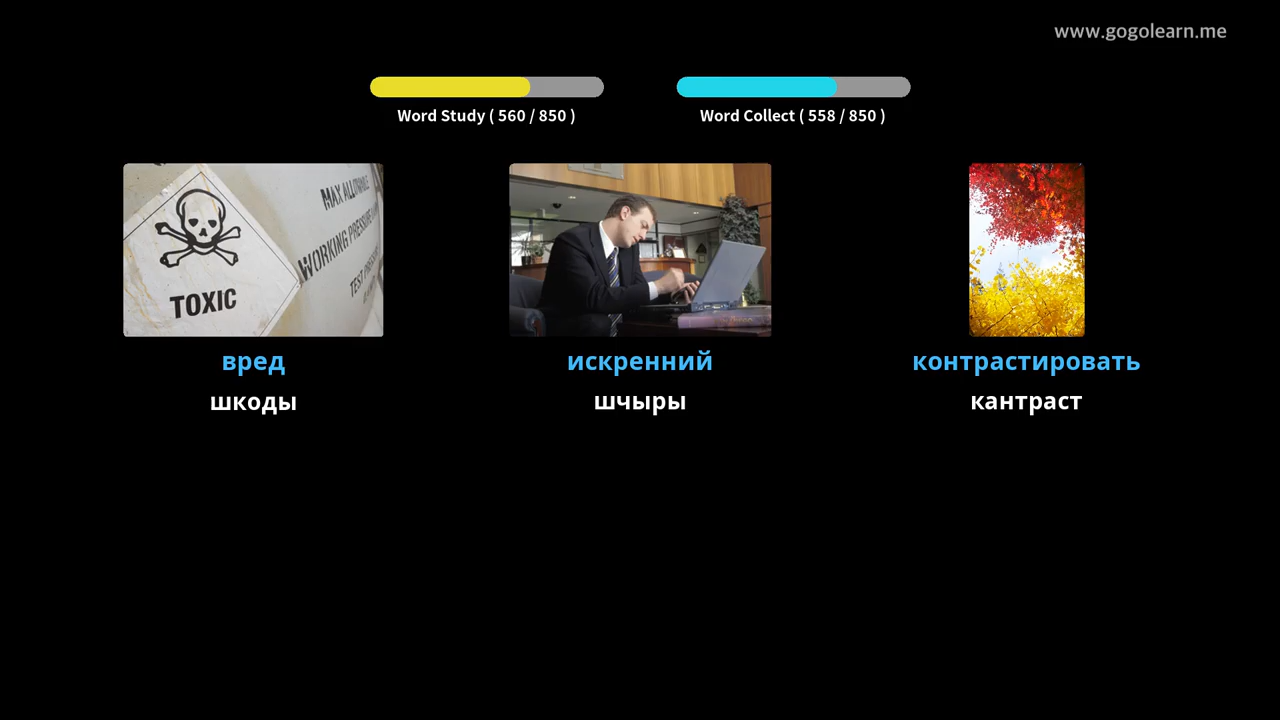 www.gogolearn.me
Word Study ( 560 / 850 )
Word Collect ( 558 / 850 )
TOXIC
MAX ALLOWABLE
WORKING PRESSURE
TEST
вред
искренний
контрастировать
шкоды
шчыры
кантраст